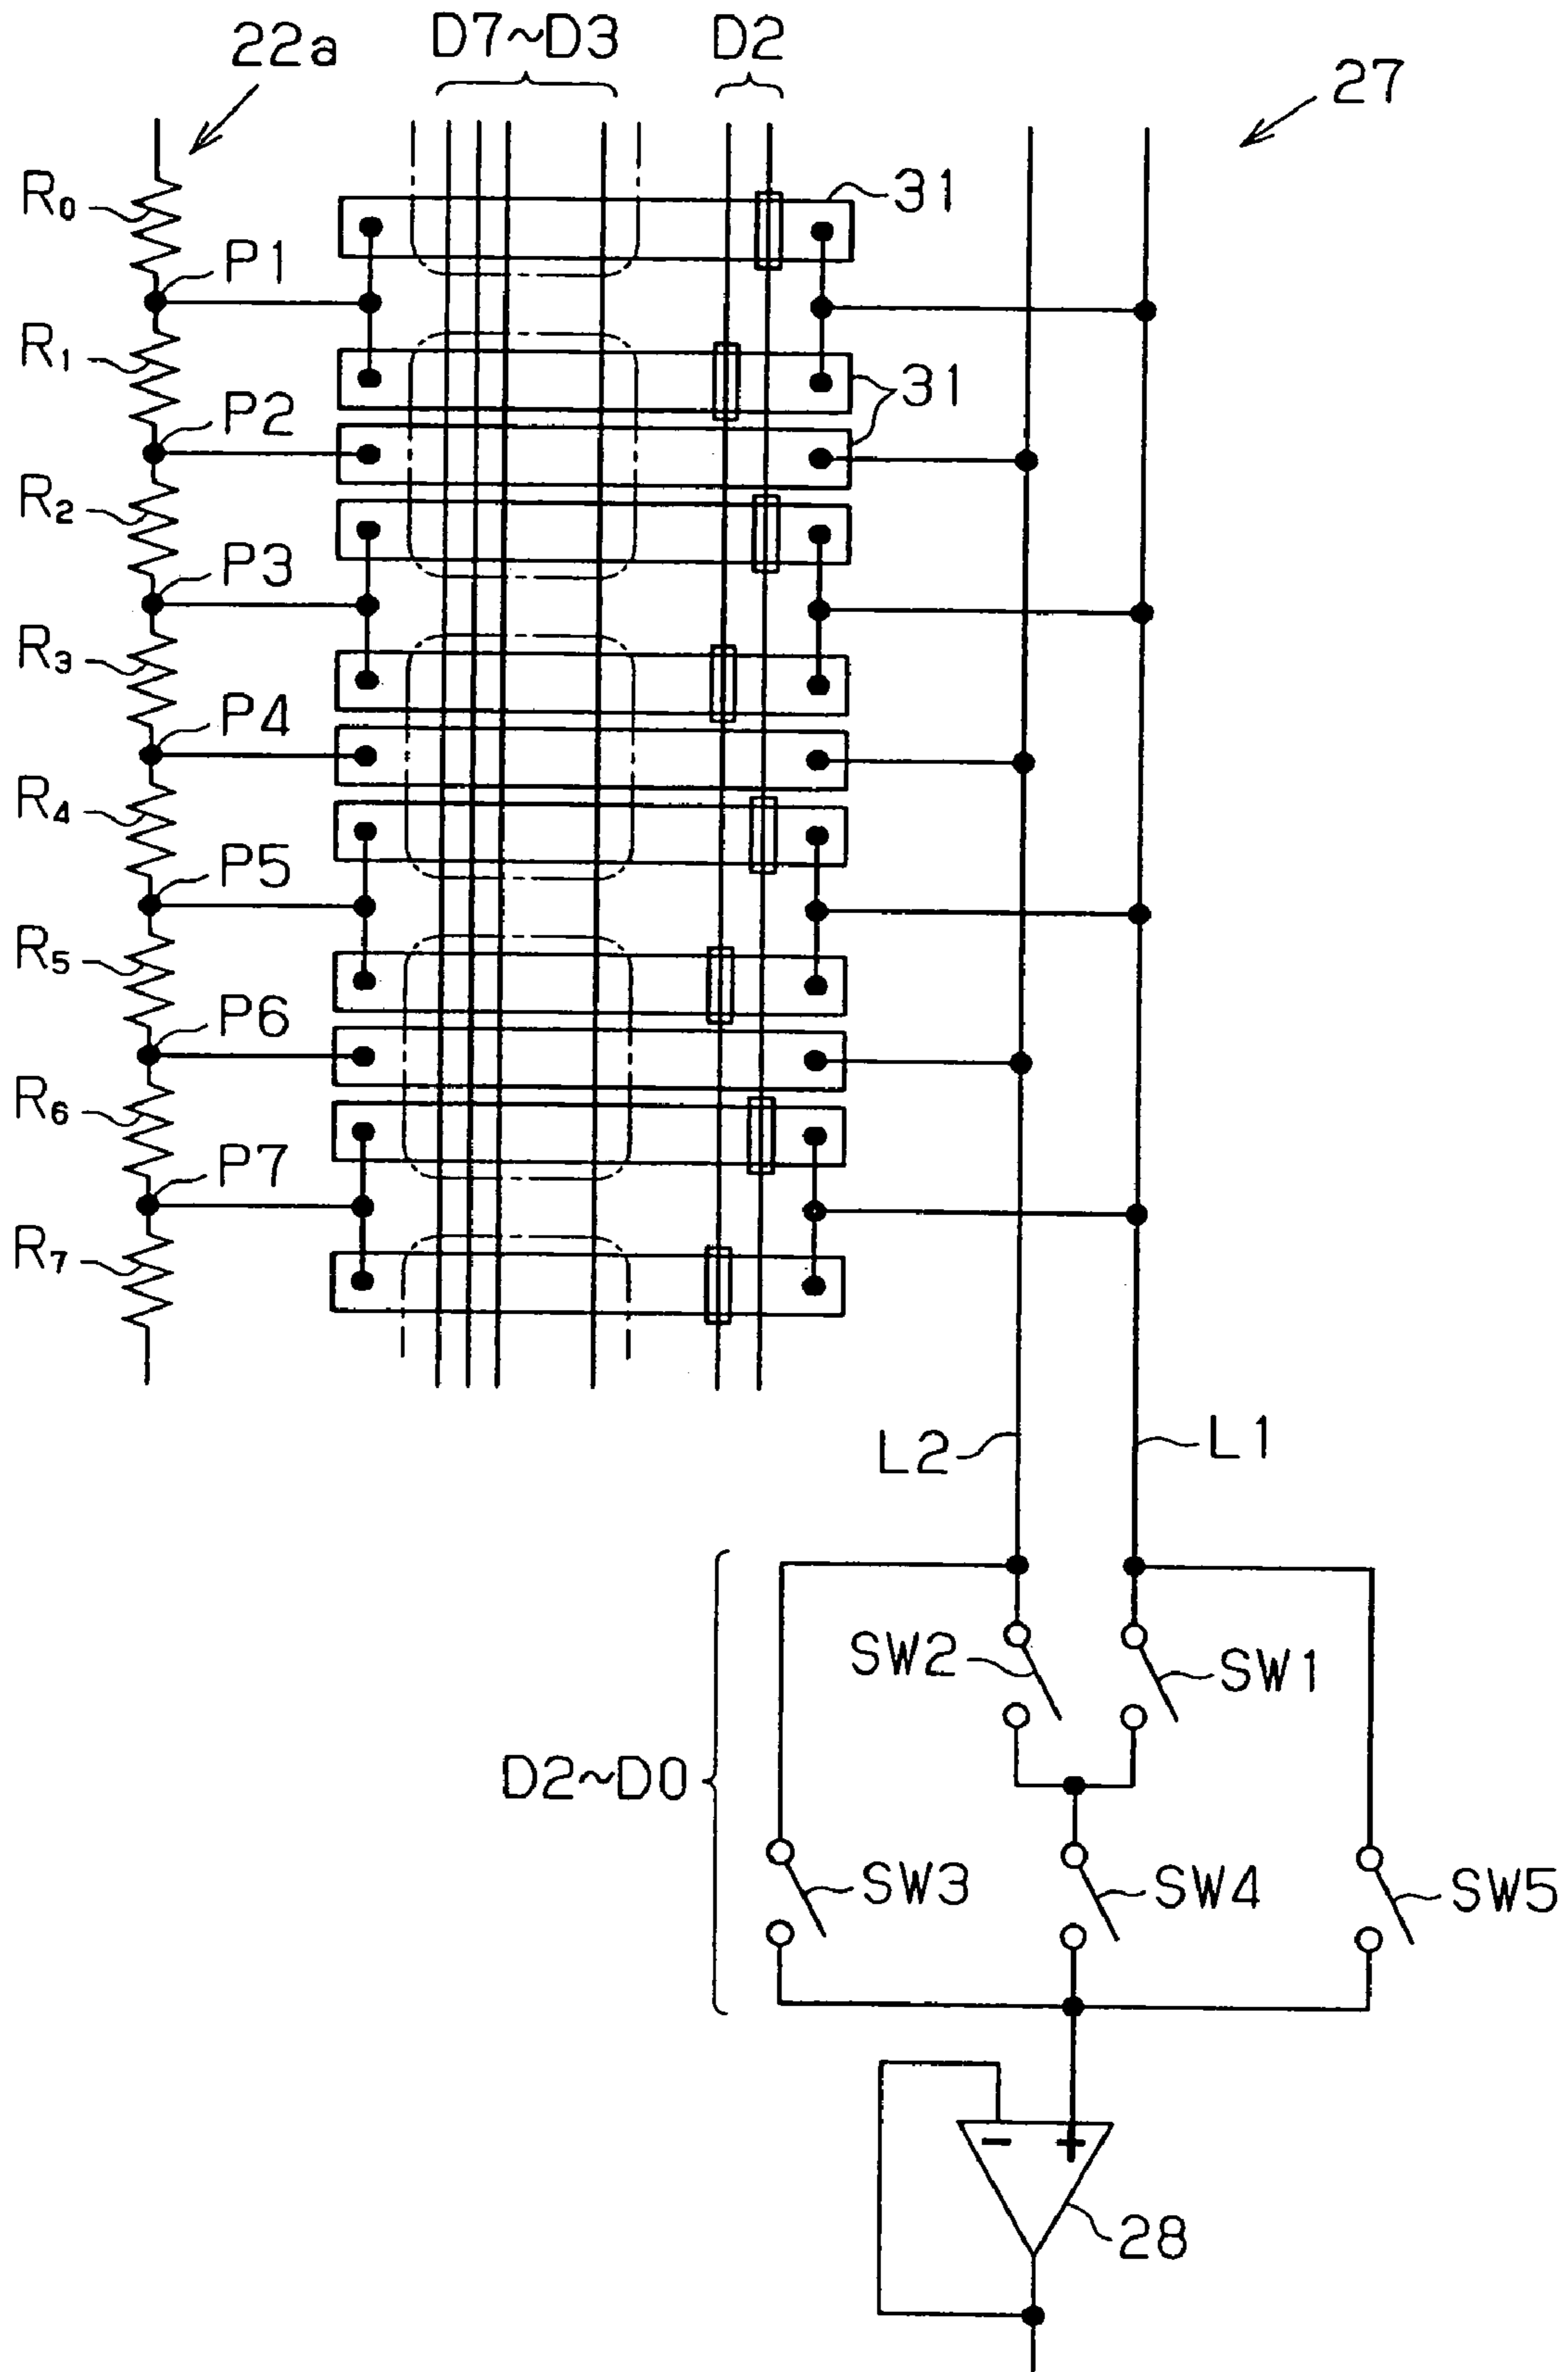 22a
D7~D3
D2
27
R0
31
P1
R1
31
P2
R2
P3
R3
P4
R4
P5
R5
P6
R6
P7
R7
L2
L1
SW2
SW1
D2~D0
SW3
SW4
SW5
- +
28